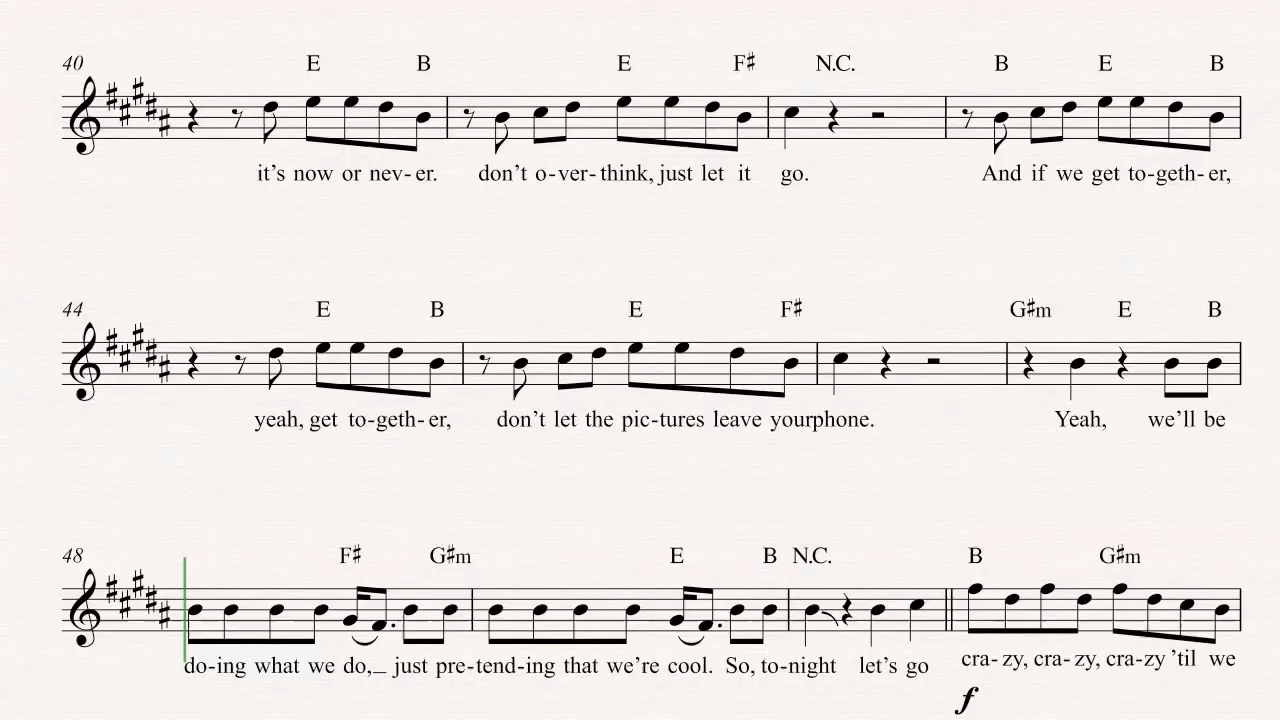 40 E B E F♯ N.C. B E B
it's now or nev- er. don't o-ver-think, just let it go. And if we get to-geth-er,
44 E B E F♯ G♯m E B
yeah, get to-geth-er, don't let the pic-tures leave yourphone. Yeah, we'll be
48 F♯ G♯m E B N.C. B G♯m
do-ing what we do,_ just pre-tend-ing that we're cool. So, to-night let's go cra-zy, cra-zy, cra-zy 'til we
f